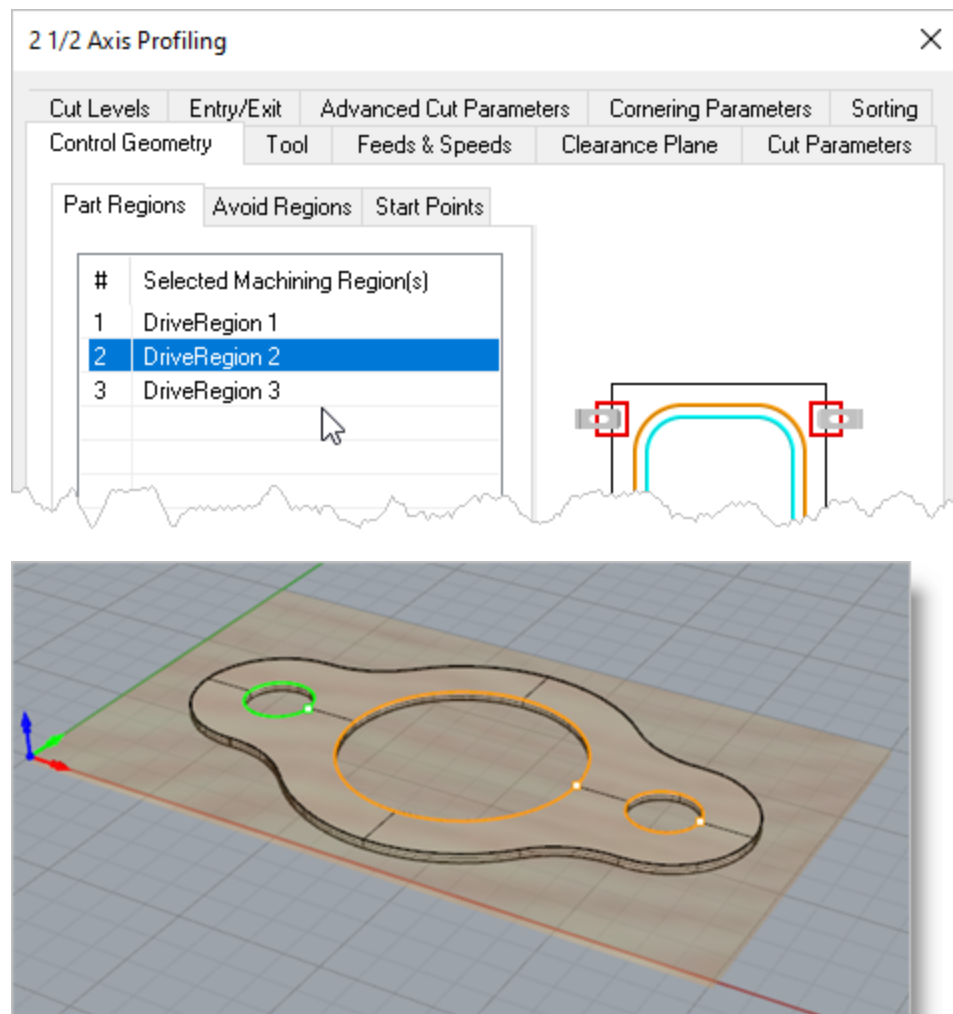 2 1/2 Axis Profiling
Cut Levels Entry/Exit Advanced Cut Parameters Cornering Parameters Sorting
Control Geometry Tool Feeds & Speeds Clearance Plane Cut Parameters
Part Regions Avoid Regions Start Points
# Selected Machining Region(s)
1 DriveRegion 1
2 DriveRegion 2
3 DriveRegion 3